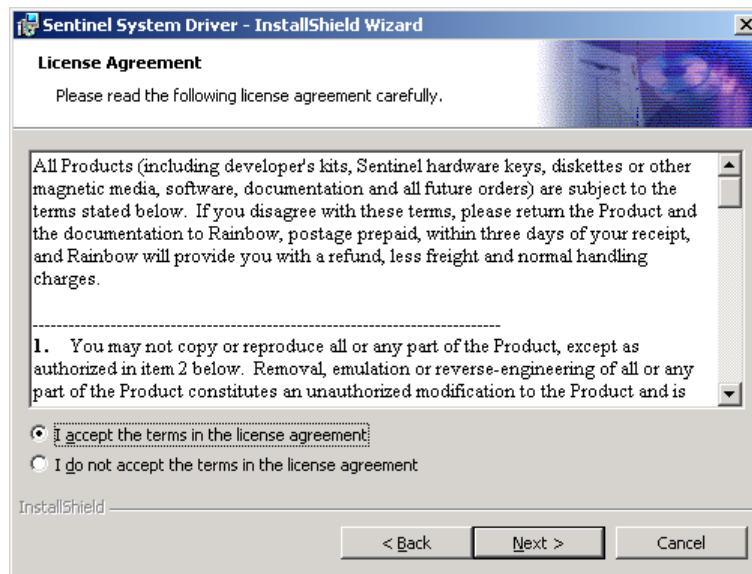 Sentinel System Driver - InstallShield Wizard
License Agreement
Please read the following license agreement carefully.
All Products (including developer's kits, Sentinel hardware keys, diskettes or other
magnetic media, software, documentation and all future orders) are subject to the
terms stated below.  If you disagree with these terms, please return the Product and
the documentation to Rainbow, postage prepaid, within three days of your receipt,
and Rainbow will provide you with a refund, less freight and normal handling
charges.
------------------------------------------------------------------------------
1.    You may not copy or reproduce all or any part of the Product, except as
authorized in item 2 below.  Removal, emulation or reverse-engineering of all or any
part of the Product constitutes an unauthorized modification to the Product and is
I accept the terms in the license agreement
I do not accept the terms in the license agreement
InstallShield
< Back Next > Cancel